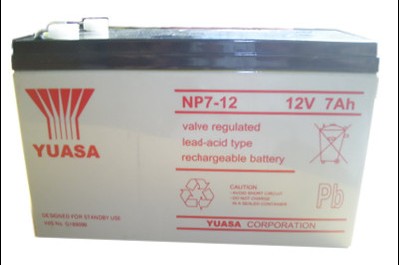 NP7-12 12V 7Ah
YUASA
valve regulated
lead-acid type
rechargeable battery
CAUTION
Pb
DESIGNED FOR STANDBY USE
YUASA CORPORATION